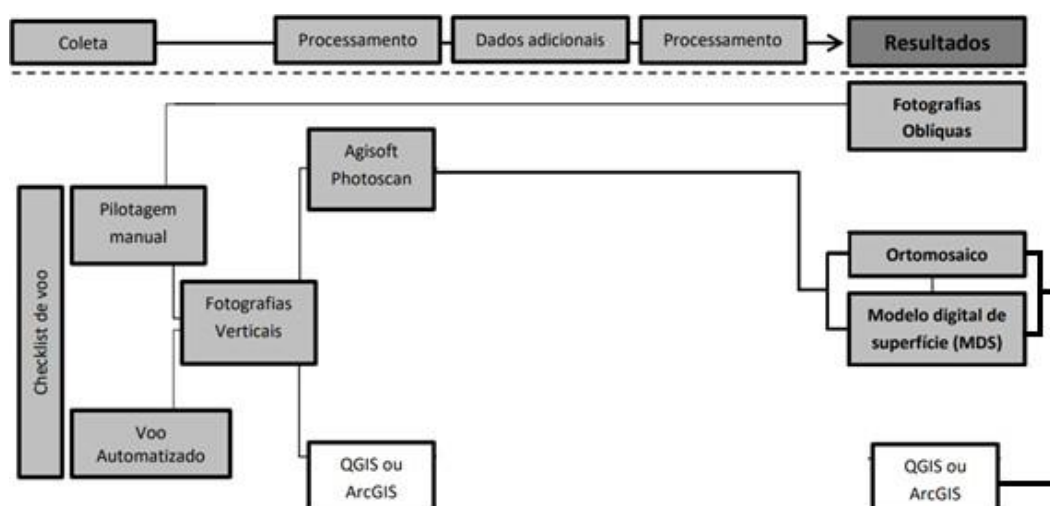 Coleta
Processamento
Dados adicionais
Processamento
Resultados
Fotografias
Oblíquas
Agisoft
Photoscan
Checklist de voo
Pilotagem
manual
Fotografias
Verticais
Ortomosaico
Modelo digital de
superfície (MDS)
Voo
Automatizado
QGIS ou
ArcGIS
QGIS ou
ArcGIS